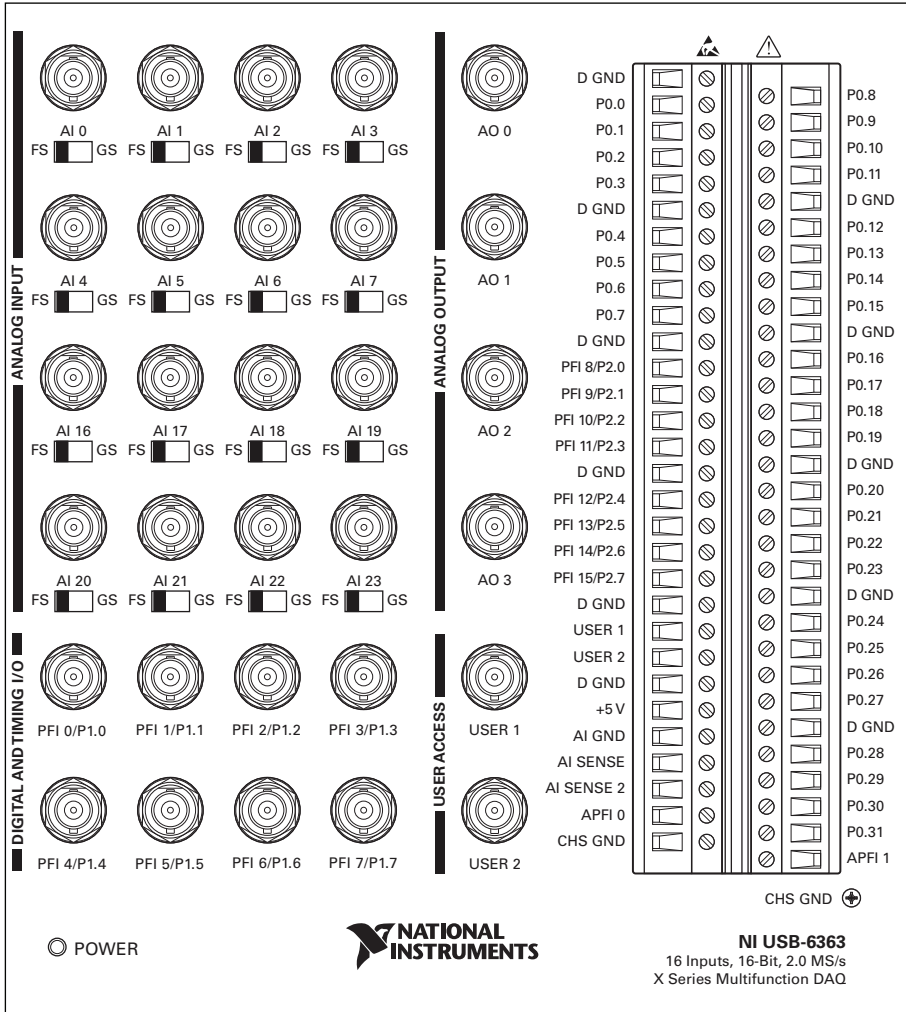 ANALOG INPUT
AI 0 AI 1 AI 2 AI 3
FS GS FS GS FS GS FS GS
AI 4 AI 5 AI 6 AI 7
FS GS FS GS FS GS FS GS
AI 16 AI 17 AI 18 AI 19
FS GS FS GS FS GS FS GS
AI 20 AI 21 AI 22 AI 23
FS GS FS GS FS GS FS GS
DIGITAL AND TIMING I/O
PFI 0/P1.0 PFI 1/P1.1 PFI 2/P1.2 PFI 3/P1.3
PFI 4/P1.4 PFI 5/P1.5 PFI 6/P1.6 PFI 7/P1.7
ANALOG OUTPUT
AO 0
AO 1
AO 2
AO 3
USER ACCESS
USER 1
USER 2
D GND
P0.0
P0.1
P0.2
P0.3
D GND
P0.4
P0.5
P0.6
P0.7
D GND
PFI 8/P2.0
PFI 9/P2.1
PFI 10/P2.2
PFI 11/P2.3
D GND
PFI 12/P2.4
PFI 13/P2.5
PFI 14/P2.6
PFI 15/P2.7
D GND
USER 1
USER 2
D GND
+5 V
AI GND
AI SENSE
AI SENSE 2
APFI 0
CHS GND
P0.8
P0.9
P0.10
P0.11
D GND
P0.12
P0.13
P0.14
P0.15
D GND
P0.16
P0.17
P0.18
P0.19
D GND
P0.20
P0.21
P0.22
P0.23
D GND
P0.24
P0.25
P0.26
P0.27
D GND
P0.28
P0.29
P0.30
P0.31
APFI 1
CHS GND
POWER
NATIONAL
INSTRUMENTS
NI USB-6363
16 Inputs, 16-Bit, 2.0 MS/s
X Series Multifunction DAQ